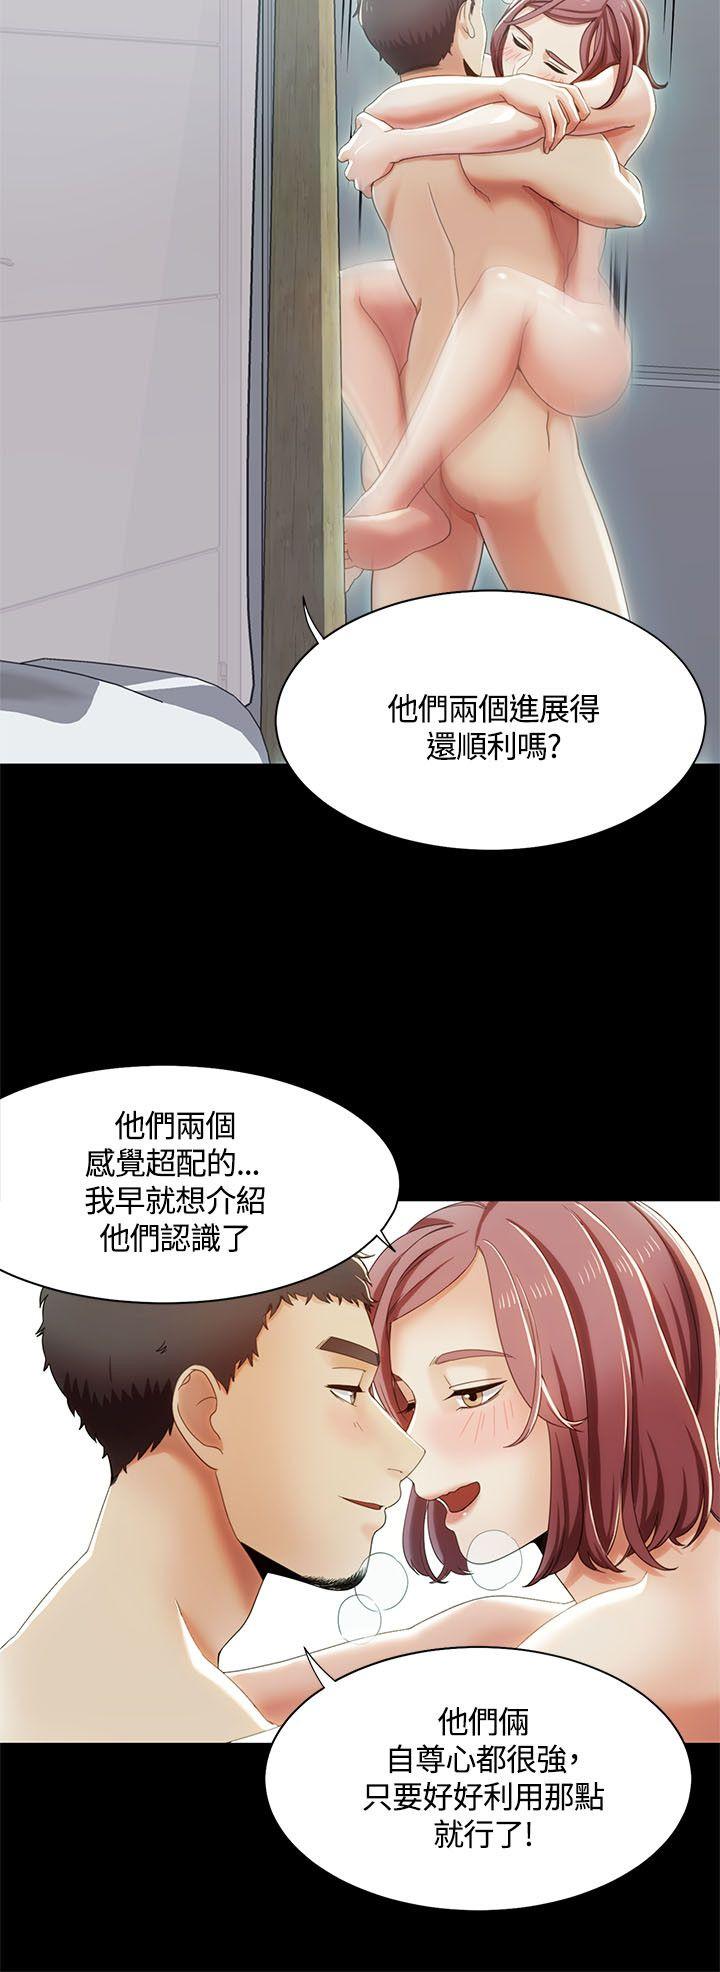 他們兩個進展得
還順利嗎?
他們兩個
感覺超配的...
我早就想介紹
他們認識了
他們倆
自尊心都很強,
只要好好利用那點
就行了!